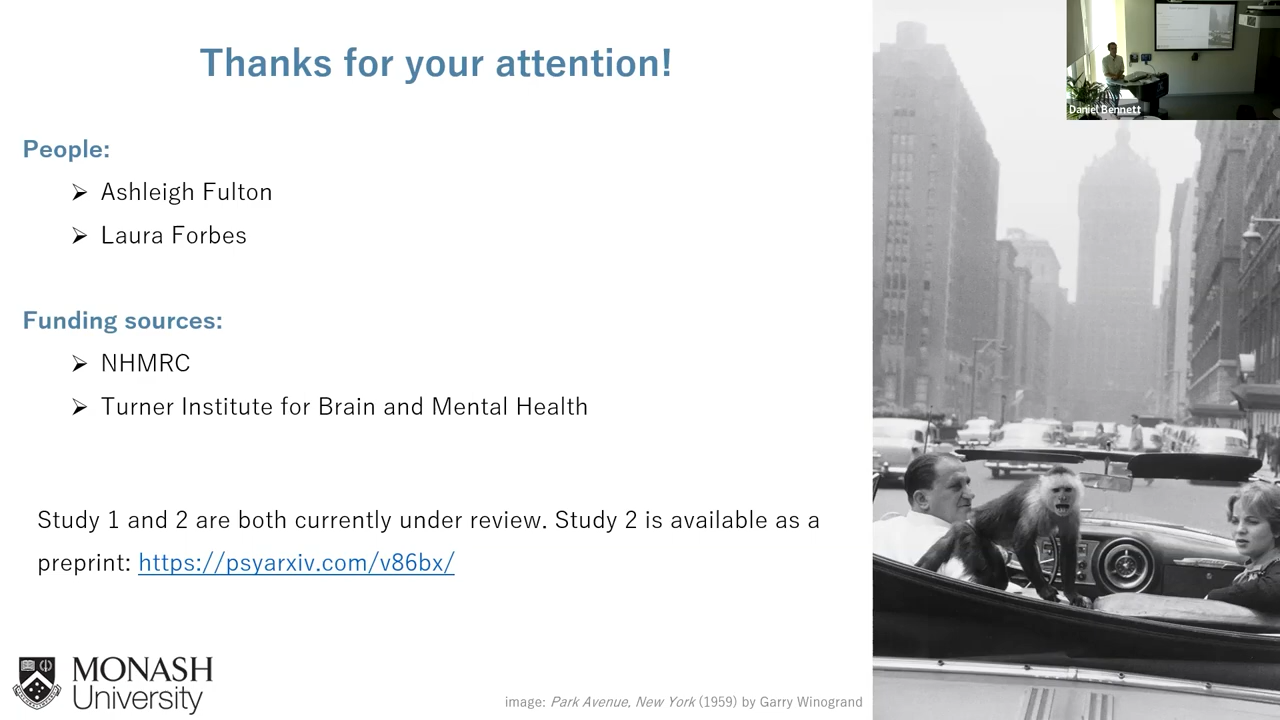 Thanks for your attention!
Daniel Bennett
People:
➢ Ashleigh Fulton
➢ Laura Forbes
Funding sources:
➢ NHMRC
➢ Turner Institute for Brain and Mental Health
Study 1 and 2 are both currently under review. Study 2 is available as a
preprint: https://psyarxiv.com/v86bx/
MONASH
University
image: Park Avenue, New York (1959) by Garry Winogrand